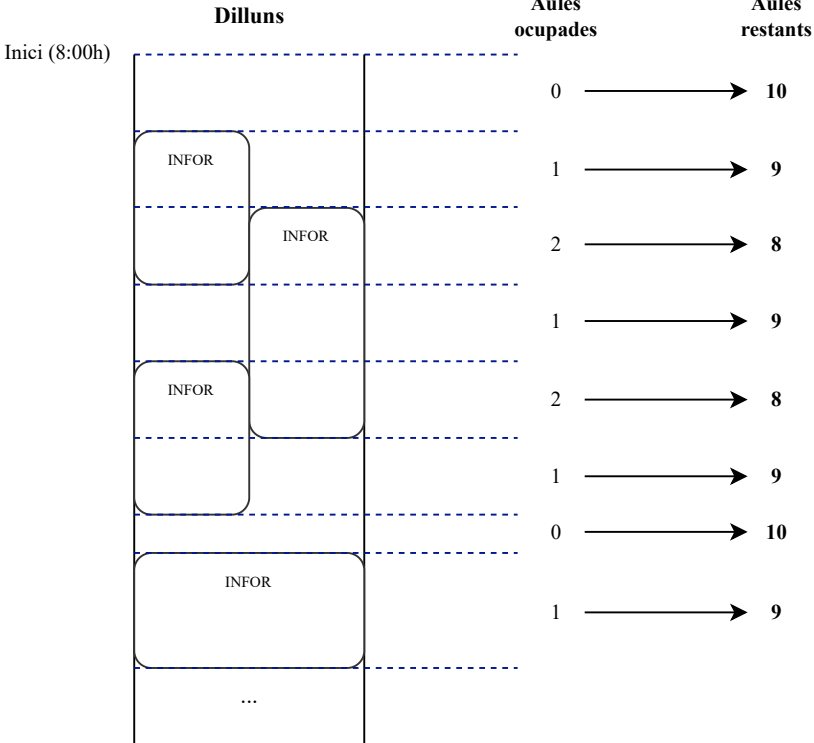 Dilluns
Aules
ocupades
Aules
restants
Inici (8:00h)
0
10
INFOR
1
9
INFOR
2
8
1
9
INFOR
2
8
1
9
0
10
INFOR
1
9
...